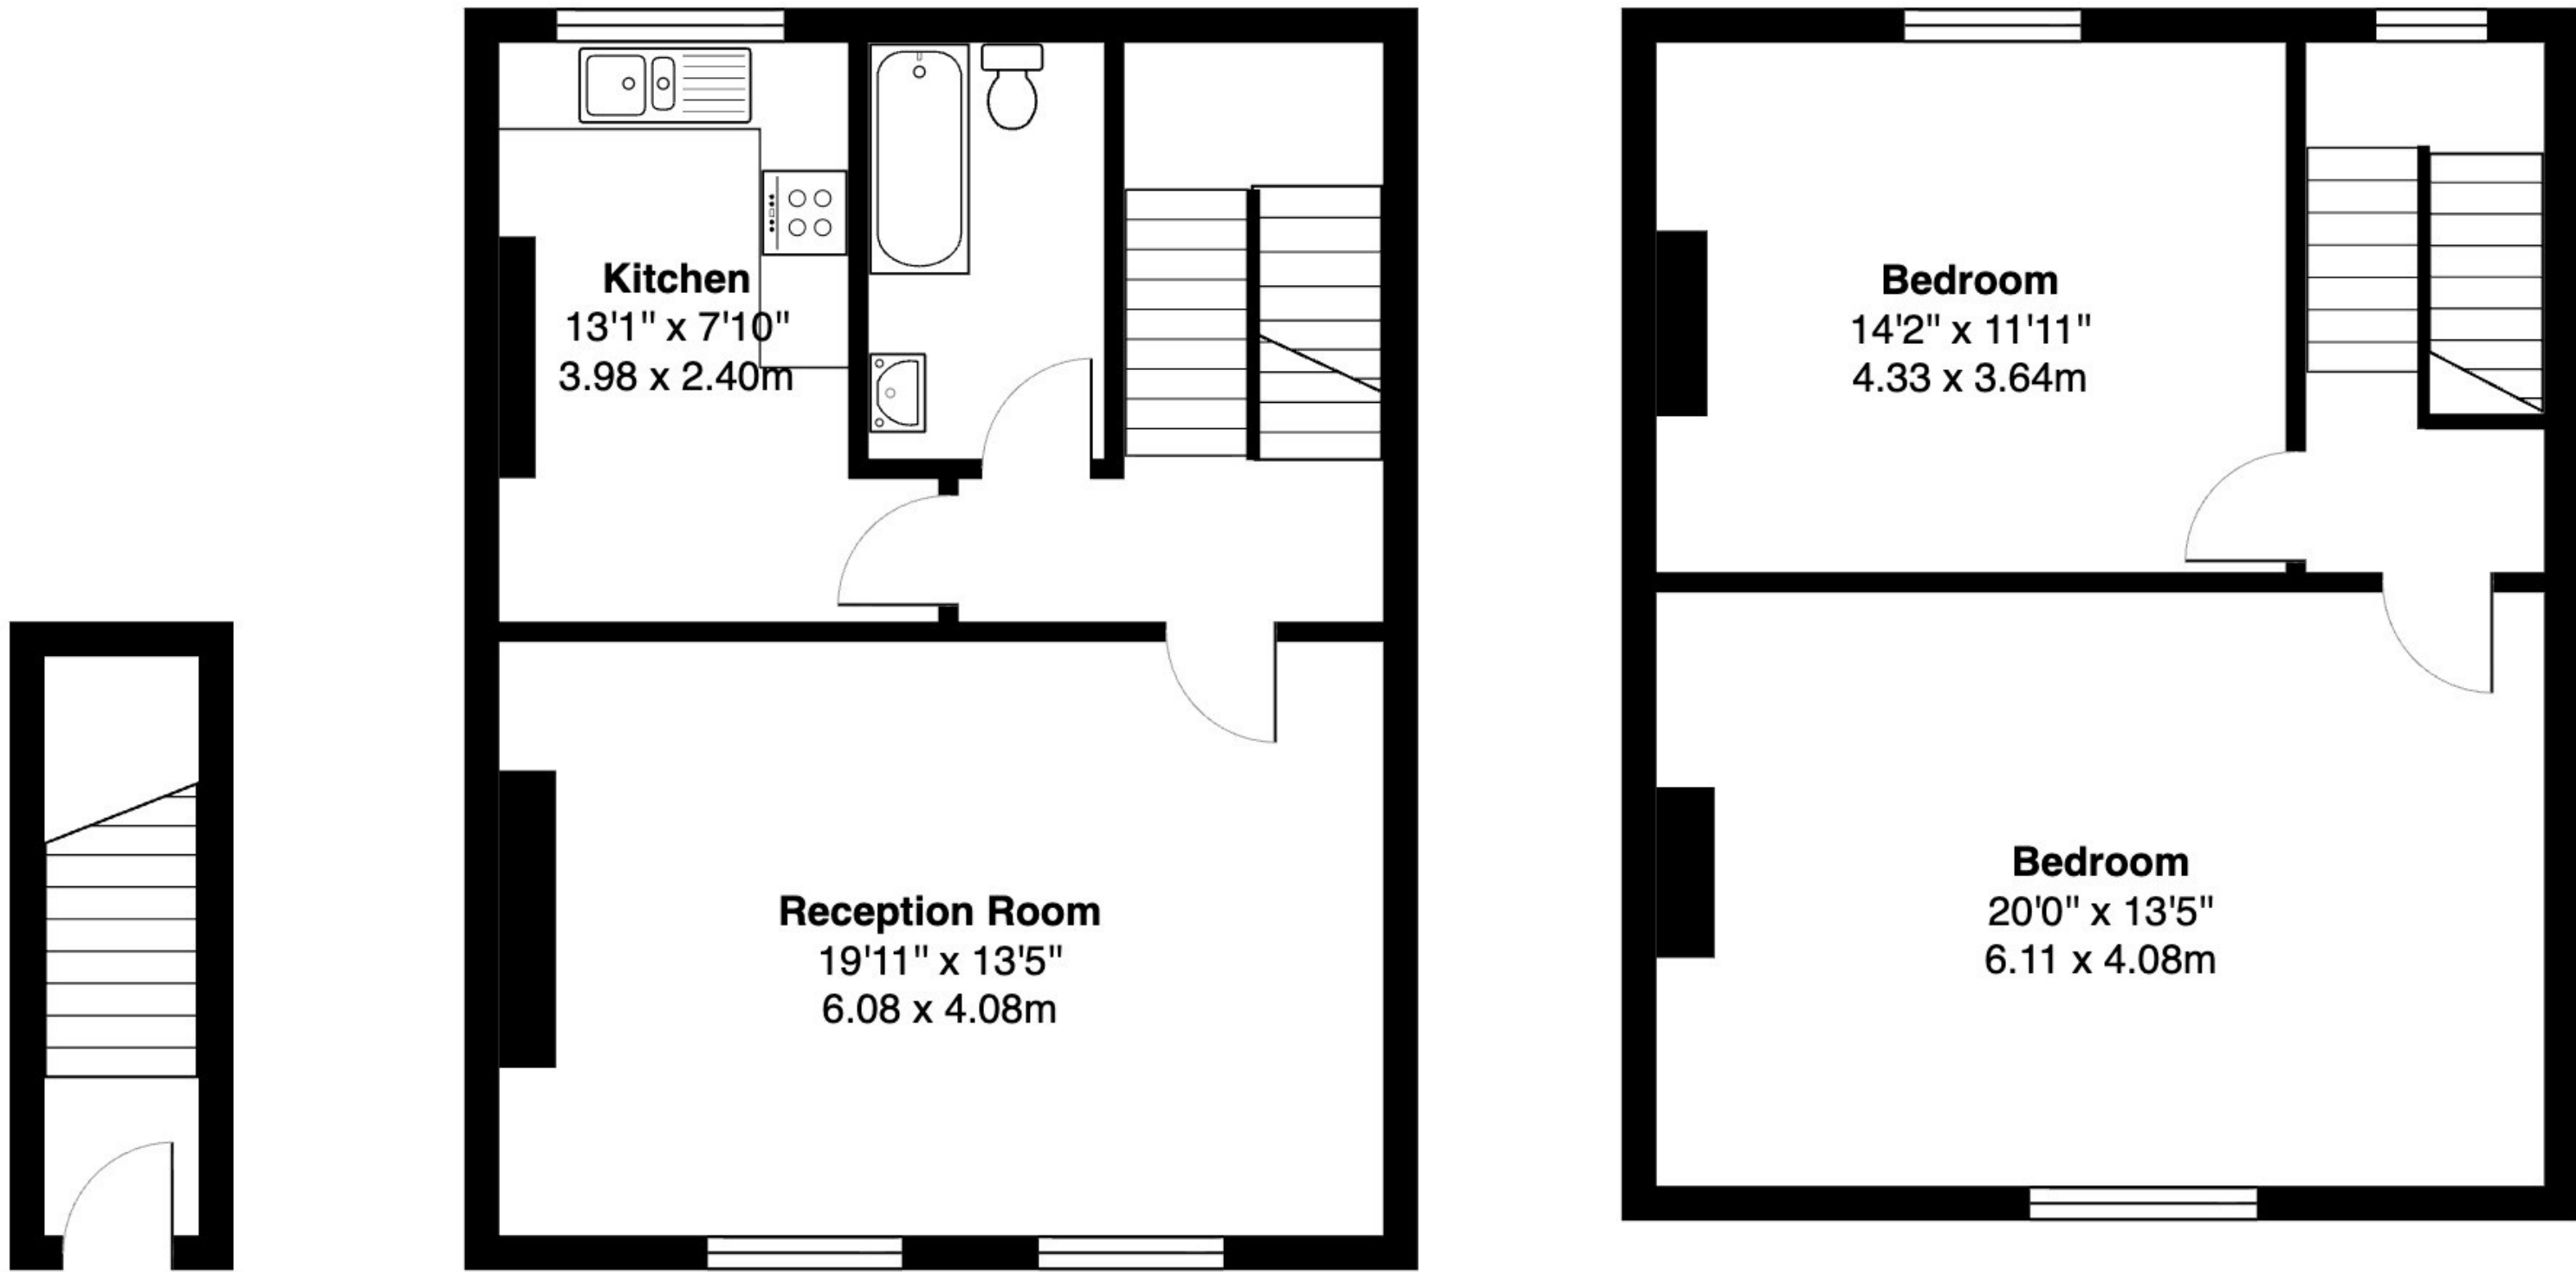 Kitchen
13'1" x 7'10"
3.98 x 2.40m
Reception Room
19'11" x 13'5"
6.08 x 4.08m
Bedroom
14'2" x 11'11"
4.33 x 3.64m
Bedroom
20'0" x 13'5"
6.11 x 4.08m